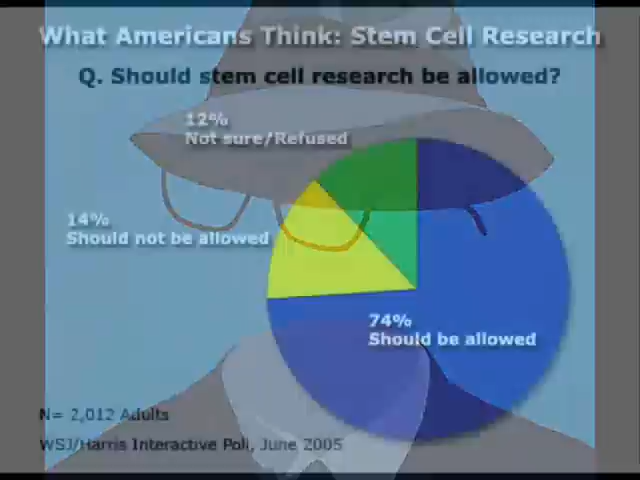 What Americans Think: Stem Cell Research
Q. Should stem cell research be allowed?
12%
Not sure/Refused
14%
Should not be allowed
74%
Should be allowed
N= 2,012 Adults
WSJ/Harris Interactive Poll, June 2005